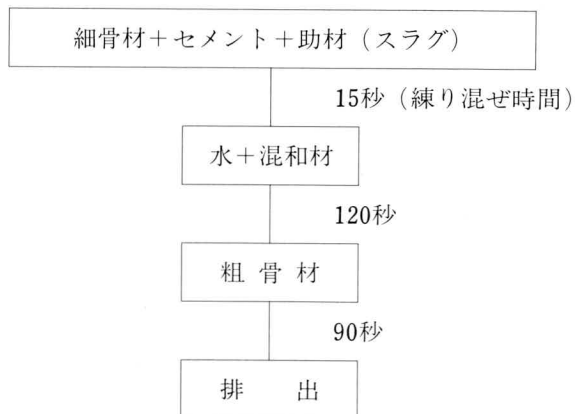 細骨材＋セメント＋助材（スラグ）
15秒（練り混ぜ時間）
水＋混和材
120秒
粗骨材
90秒
排出